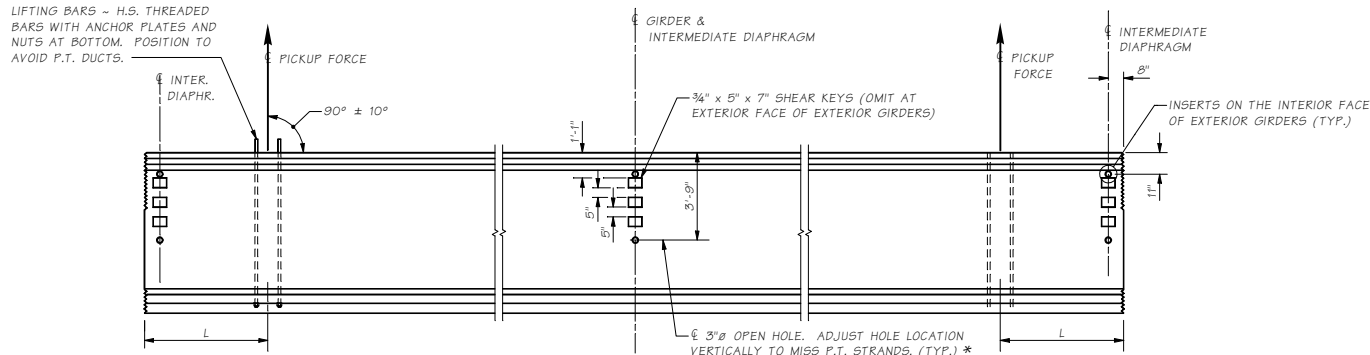 LIFTING BARS ~ H.S. THREADED
BARS WITH ANCHOR PLATES AND
NUTS AT BOTTOM. POSITION TO
AVOID P.T. DUCTS.
℄ PICKUP FORCE
℄ INTER.
DIAPHR.
90° ± 10°
℄ GIRDER &
INTERMEDIATE DIAPHRAGM
¾" x 5" x 7" SHEAR KEYS (OMIT AT
EXTERIOR FACE OF EXTERIOR GIRDERS)
1'-1"
3'-9"
5"
5"
℄ PICKUP
FORCE
℄ INTERMEDIATE
DIAPHRAGM
8"
INSERTS ON THE INTERIOR FACE
OF EXTERIOR GIRDERS (TYP.)
11"
L
℄ 3"ø OPEN HOLE. ADJUST HOLE LOCATION
VERTICALLY TO MISS P.T. STRANDS. (TYP.) *
L